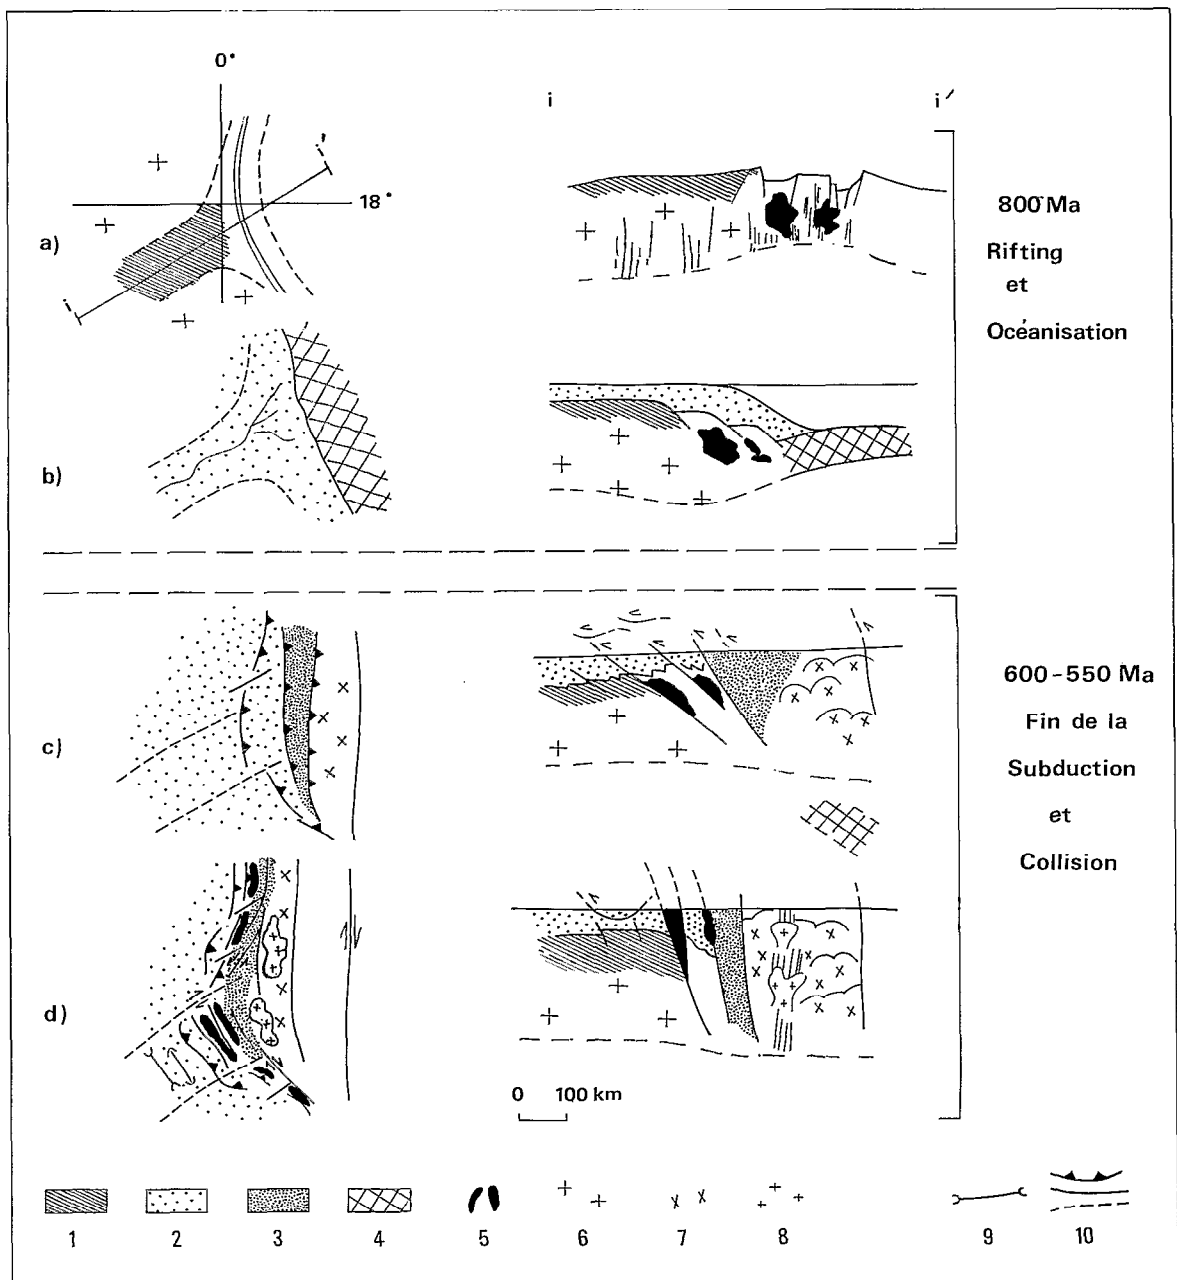 0°
i
i'
i'
18°
a)
i
800 Ma
Rifting
et
Océanisation
b)
c)
600-550 Ma
Fin de la
Subduction
et
Collision
d)
0 100 km
1 2 3 4 5 6 7 8 9 10